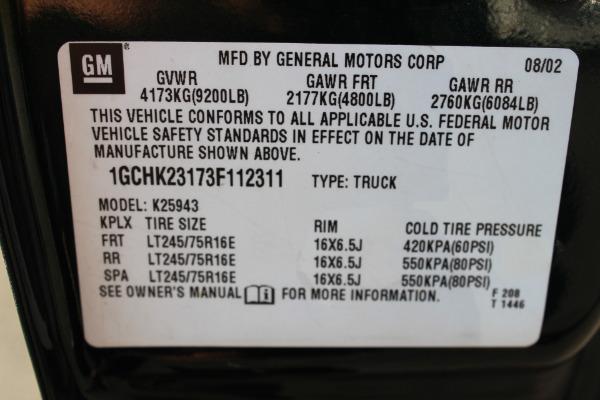 GM
MFD BY GENERAL MOTORS CORP 08/02
GVWR GAWR FRT GAWR RR
4173KG(9200LB) 2177KG(4800LB) 2760KG(6084LB)
THIS VEHICLE CONFORMS TO ALL APPLICABLE U.S. FEDERAL MOTOR
VEHICLE SAFETY STANDARDS IN EFFECT ON THE DATE OF
MANUFACTURE SHOWN ABOVE.
1GCHK23173F112311 TYPE: TRUCK
MODEL: K25943
KPLX TIRE SIZE RIM COLD TIRE PRESSURE
FRT LT245/75R16E 16X6.5J 420KPA(60PSI)
RR LT245/75R16E 16X6.5J 550KPA(80PSI)
SPA LT245/75R16E 16X6.5J 550KPA(80PSI)
SEE OWNER'S MANUAL FOR MORE INFORMATION.
F 208
T 1446